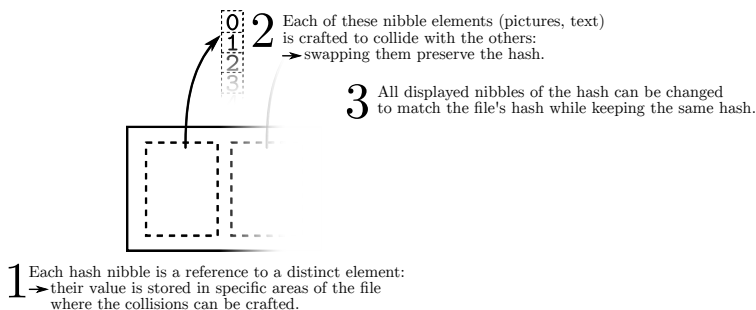 0
1
2
3
2
Each of these nibble elements (pictures, text)
is crafted to collide with the others:
swapping them preserve the hash.
3
All displayed nibbles of the hash can be changed
to match the file's hash while keeping the same hash.
1
Each hash nibble is a reference to a distinct element:
their value is stored in specific areas of the file
where the collisions can be crafted.